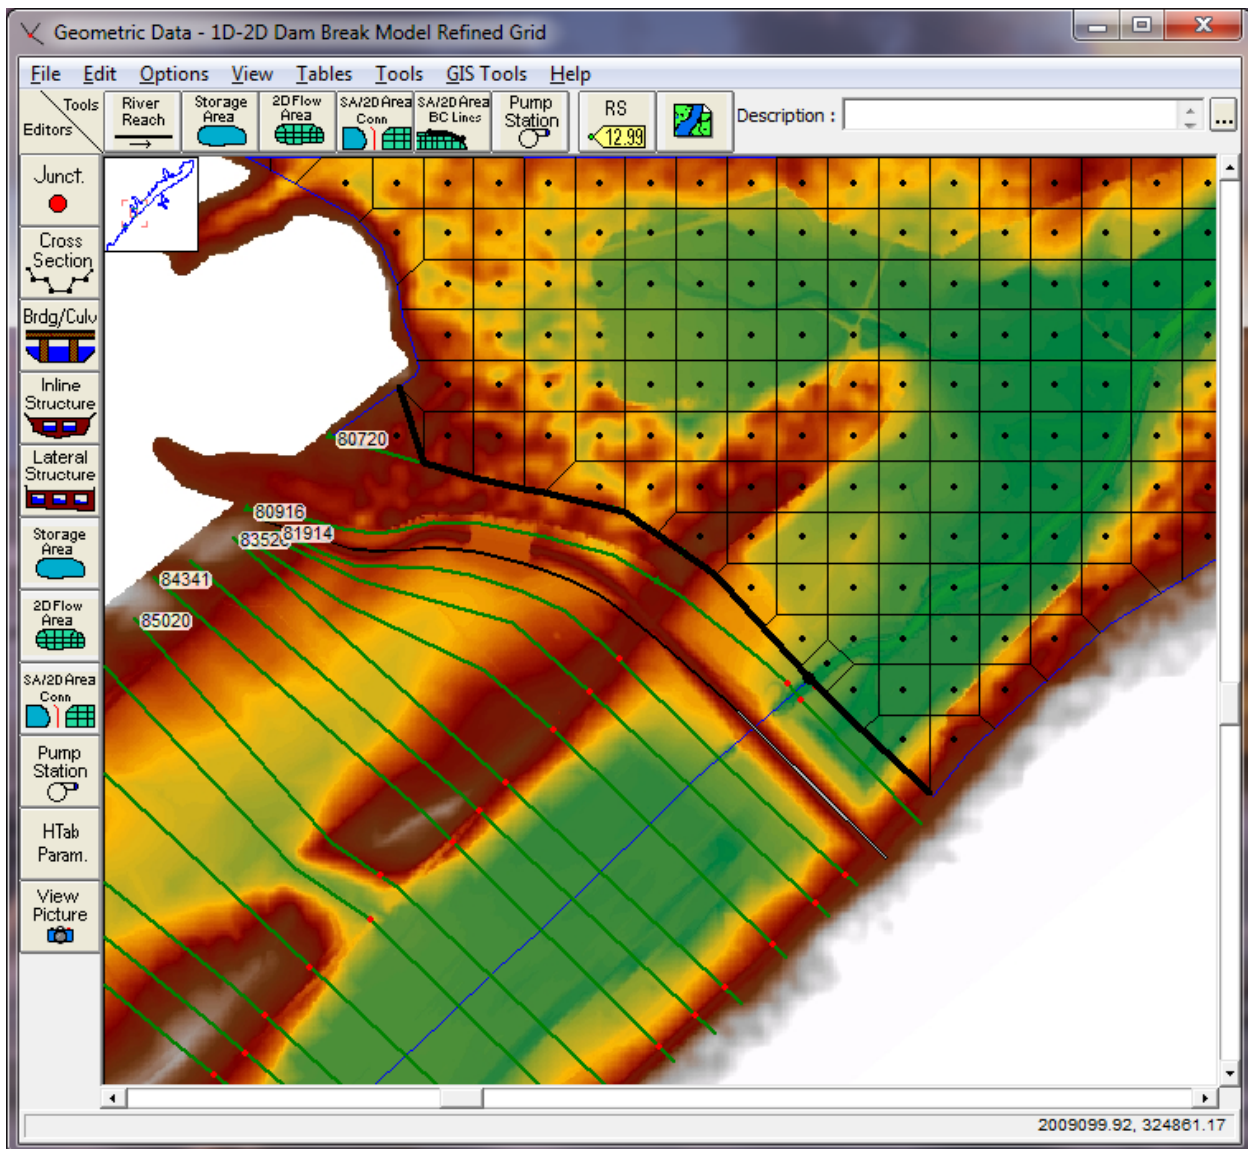 Geometric Data - 1D-2D Dam Break Model Refined Grid
File Edit Options View Tables Tools GIS Tools Help
Tools
Editors
River
Reach
Storage
Area
2D Flow
Area
SA/2D Area
Conn
SA/2D Area
BC Lines
Pump
Station
RS
12.99
Description :
...
Junct.
Cross
Section
Brdg/Culv
Inline
Structure
Lateral
Structure
Storage
Area
2D Flow
Area
SA/2D Area
Conn
Pump
Station
HTab
Param.
View
Picture
80720
80916
81914
84341
85020
2009099.92, 324861.17